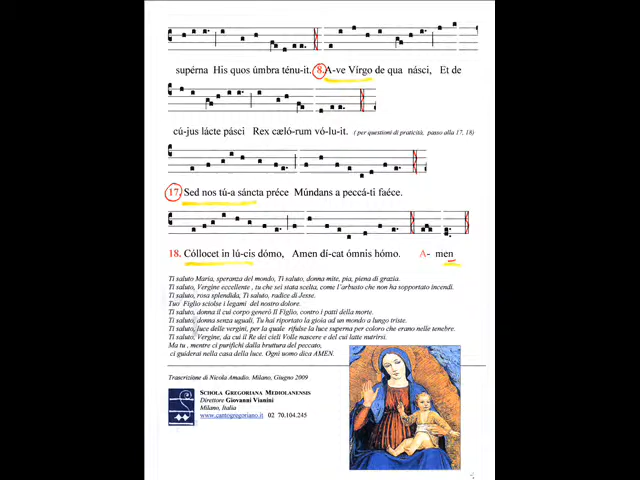 supérna His quos úmbra ténu-it. 8. A-ve Vírgo de qua násci, Et de
cú-jus lácte pásci Rex cæló-rum vó-lu-it. ( per questioni di praticità, passo alla 17, 18)
17. Sed nos tú-a sáncta préce Múndans a peccá-ti faéce.
18. Cóllocet in lú-cis dómo, Amen dí-cat ómnis hómo. A- men
Ti saluto Maria, speranza del mondo, Ti saluto, donna mite, pia, piena di grazia.
Ti saluto, Vergine eccellente , tu che sei stata scelta, come l'arbusto che non ha sopportato incendi.
Ti saluto, rosa splendida, Ti saluto, radice di Jesse.
Tuo Figlio sciolse i legami del nostro dolore.
Ti saluto, donna il cui corpo generò Il Figlio, contro i patti della morte.
Ti saluto, donna senza uguali, Tu hai riportato la gioia ad un mondo a lungo triste.
Ti saluto, luce delle vergini, per la quale rifulse la luce superna per coloro che erano nelle tenebre.
Ti saluto, Vergine, da cui il Re dei cieli Volle nascere e del cui latte nutrirsi.
Ma tu , mentre ci purifichi dalla bruttura del peccato,
ci guiderai nella casa della luce. Ogni uomo dica AMEN.
Trascrizione di Nicola Amadio, Milano, Giugno 2009
SCHOLA GREGORIANA MEDIOLANENSIS
Direttore Giovanni Vianini
Milano, Italia
www.cantogregoriano.it 02 70.104.245